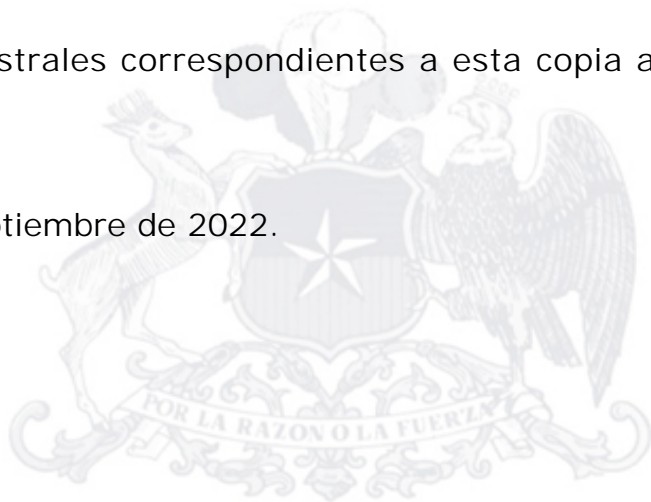 strales correspondientes a esta copia a
tiembre de 2022.
POR LA RAZON O LA FUERZA